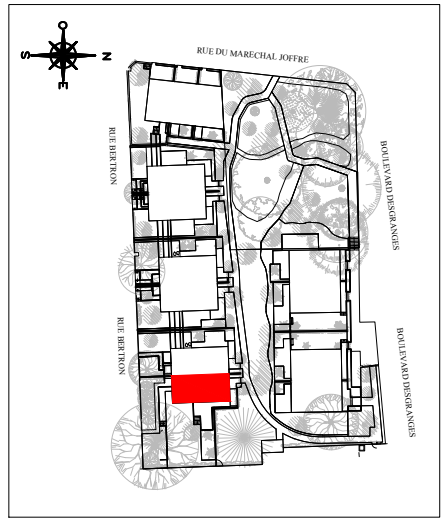 O
S
N
E
RUE DU MARECHAL JOFFRE
RUE BERTRON
BOULEVARD DESGRANGES
RUE BERTRON
BOULEVARD DESGRANGES